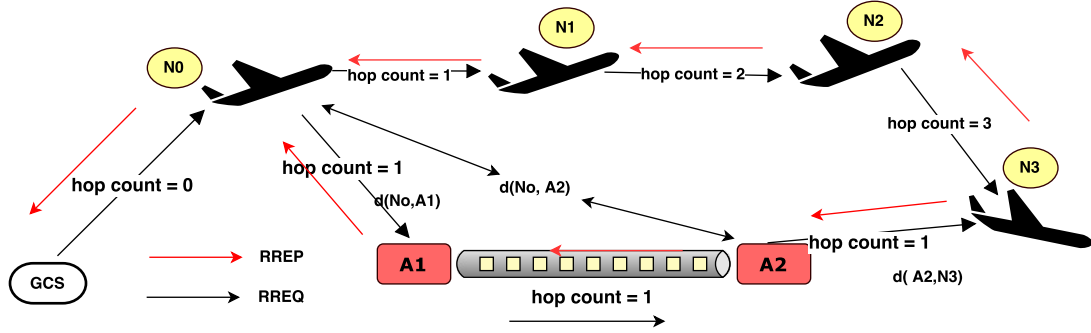 N0
N1
N2
hop count = 1
hop count = 2
hop count = 3
hop count = 0
hop count = 1
d(No,A1)
d(No, A2)
N3
A1
A2
hop count = 1
hop count = 1
d( A2,N3)
GCS
RREP
RREQ